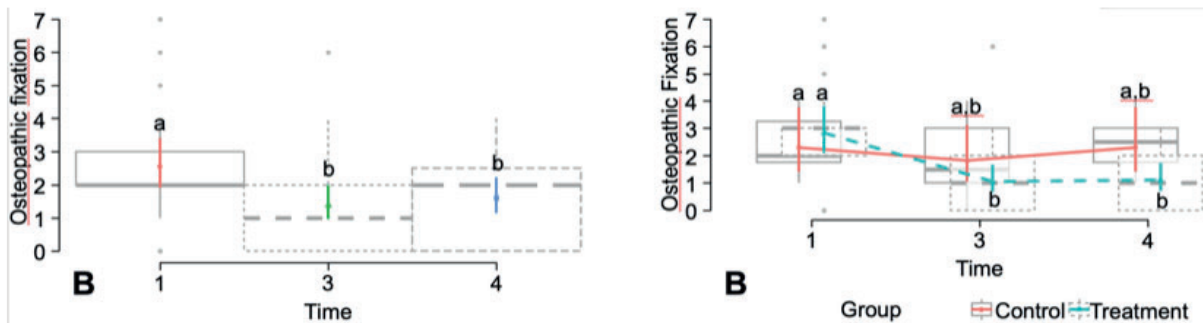 Osteopathic fixation
7
6
5
4
3
2
1
0
a
b
b
1 3 4
Time
B
Osteopathic Fixation
7
6
5
4
3
2
1
0
a a
a,b
a,b
b
b
1 3 4
Time
B
Group Control Treatment